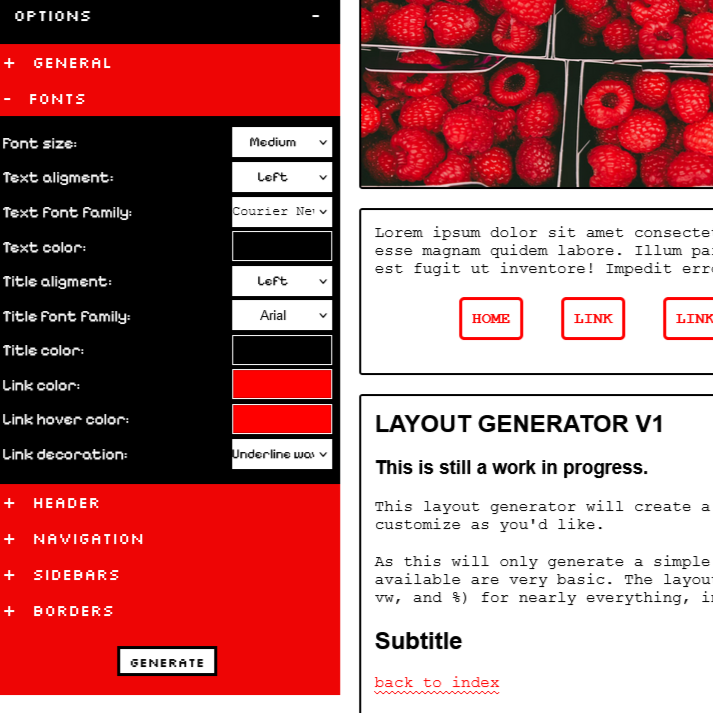 OPTIONS -
+ GENERAL
- FONTS
Font size: Medium
Text aligment: Left
Text Font Family: Courier Ne
Text color:
Title aligment: Left
Title Font Family: Arial
Title color:
Link color:
Link hover color:
Link decoration: Underline wav
+ HEADER
+ NAVIGATION
+ SIDEBARS
+ BORDERS
GENERATE
Lorem ipsum dolor sit amet consectet
esse magnam quidem labore. Illum par
est fugit ut inventore! Impedit erro
HOME LINK LINK
LAYOUT GENERATOR V1
This is still a work in progress.
This layout generator will create a
customize as you'd like.
As this will only generate a simple
available are very basic. The layou
vw, and %) for nearly everything, i
Subtitle
back to index